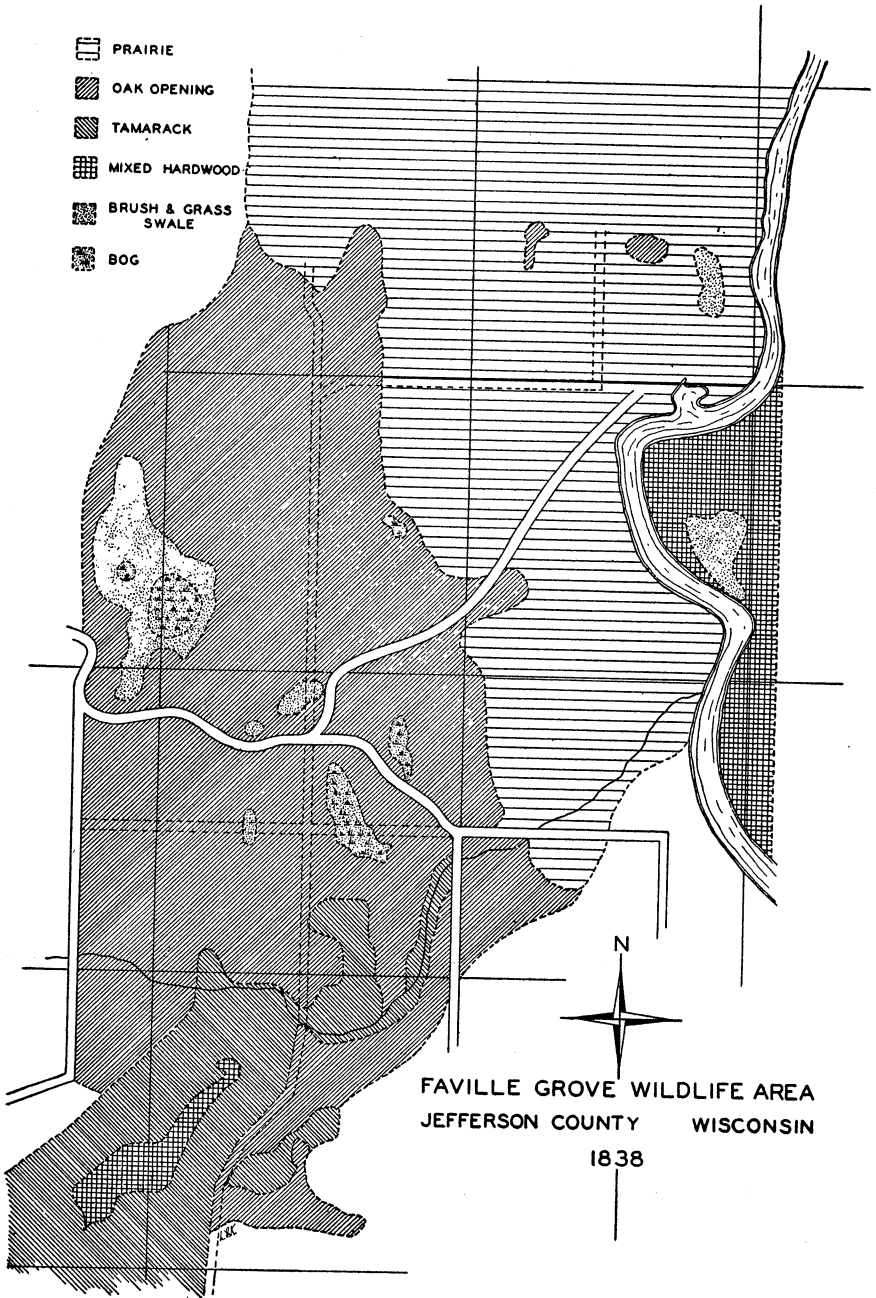 PRAIRIE
OAK OPENING
TAMARACK
MIXED HARDWOOD
BRUSH & GRASS
SWALE
BOG
N
FAVILLE GROVE WILDLIFE AREA
JEFFERSON COUNTY WISCONSIN
1838